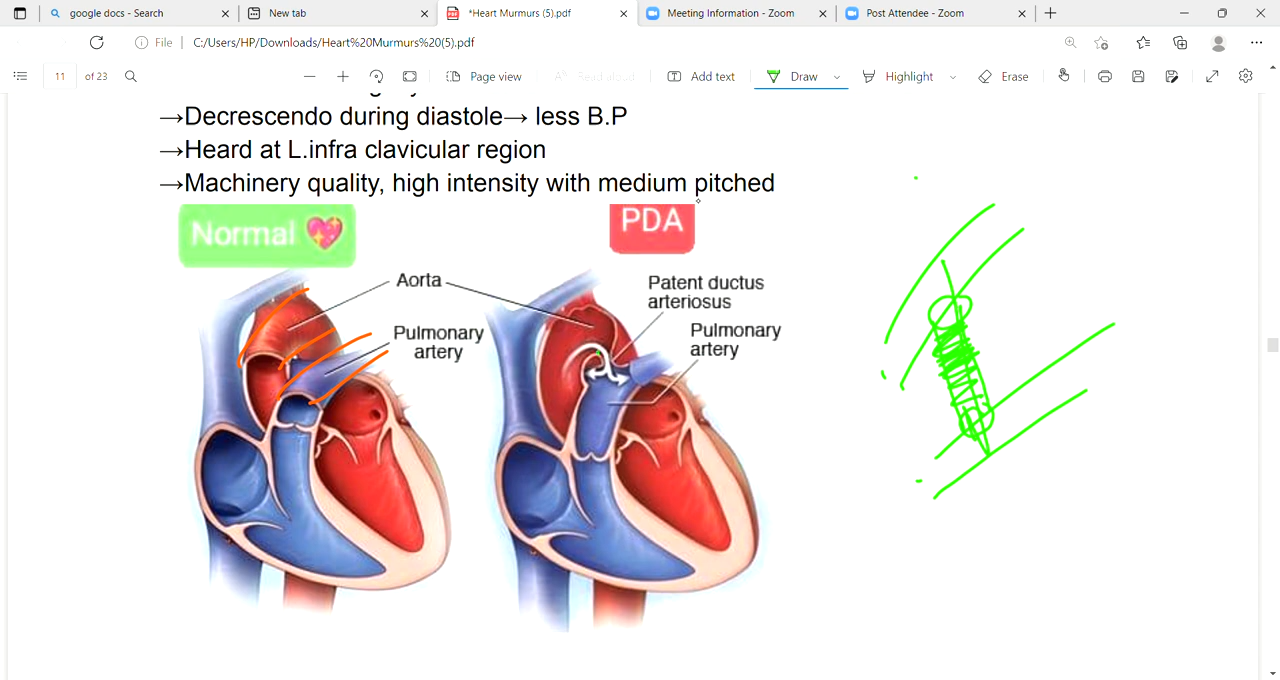 google docs - Search
New tab
*Heart Murmurs (5).pdf
Meeting Information - Zoom
Post Attendee - Zoom
File
C:/Users/HP/Downloads/Heart%20Murmurs%20(5).pdf
11 of 23
Page view
Read aloud
Add text
Draw
Highlight
Erase
→Decrescendo during diastole→ less B.P
→Heard at L.infra clavicular region
→Machinery quality, high intensity with medium pitched
Normal 💖
PDA
Aorta
Pulmonary
artery
Patent ductus
arteriosus
Pulmonary
artery